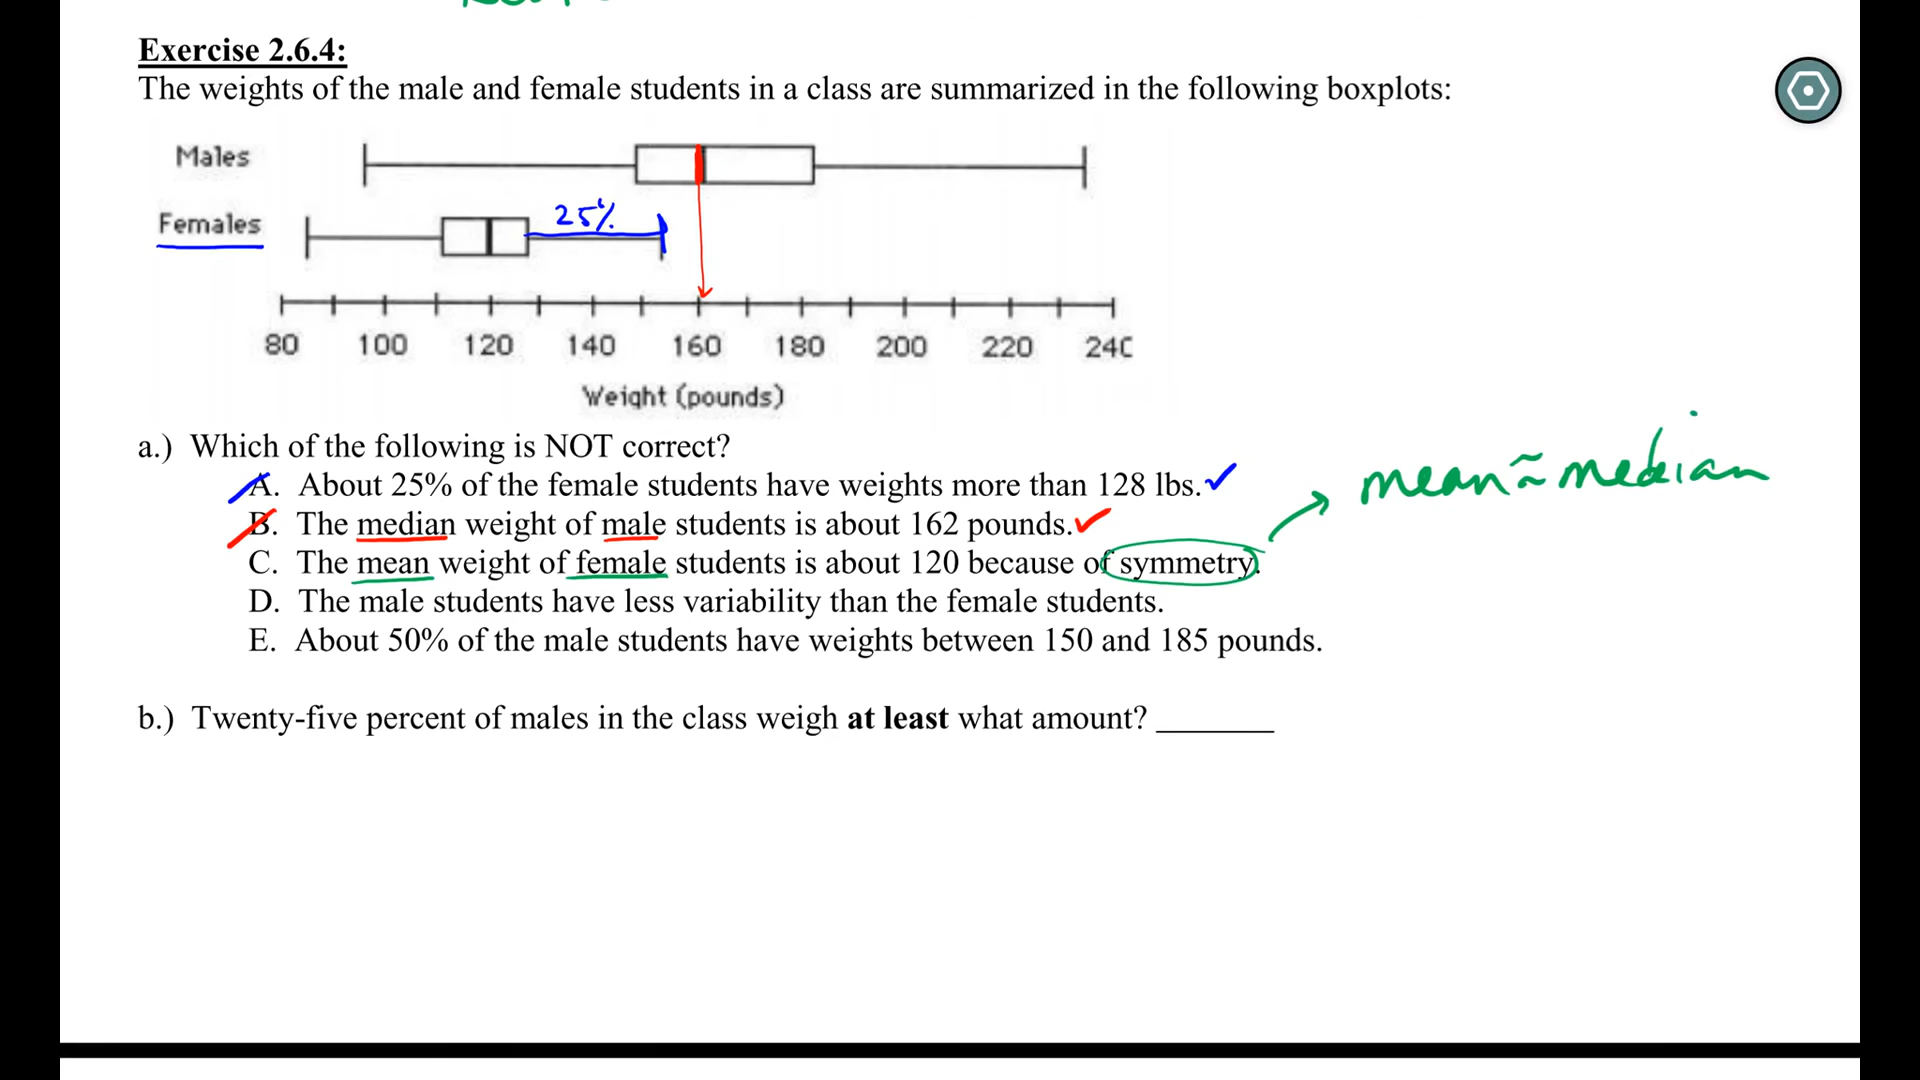 Exercise 2.6.4:
The weights of the male and female students in a class are summarized in the following boxplots:
Males
Females
25%
80 100 120 140 160 180 200 220 240
Weight (pounds)
a.) Which of the following is NOT correct?
A. About 25% of the female students have weights more than 128 lbs. ✓
B. The median weight of male students is about 162 pounds. ✓
C. The mean weight of female students is about 120 because of symmetry.
mean ≈ median
D. The male students have less variability than the female students.
E. About 50% of the male students have weights between 150 and 185 pounds.
b.) Twenty-five percent of males in the class weigh at least what amount? _______